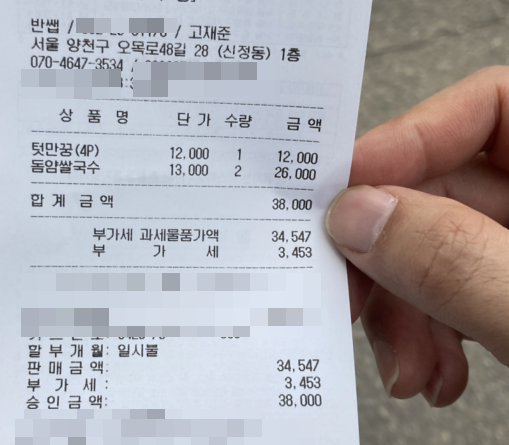 반쎕 / / 고재준
서울 양천구 오목로48길 28 (신정동) 1층
070-4647-3534 /
상 품 명 단 가 수량 금 액
텃만꿍(4P) 12,000 1 12,000
돔얌쌀국수 13,000 2 26,000
합 계 금 액 38,000
부가세 과세물품가액 34,547
부 가 세 3,453
할 부 개 월: 일시불
판 매 금 액: 34,547
부 가 세 : 3,453
승 인 금 액: 38,000